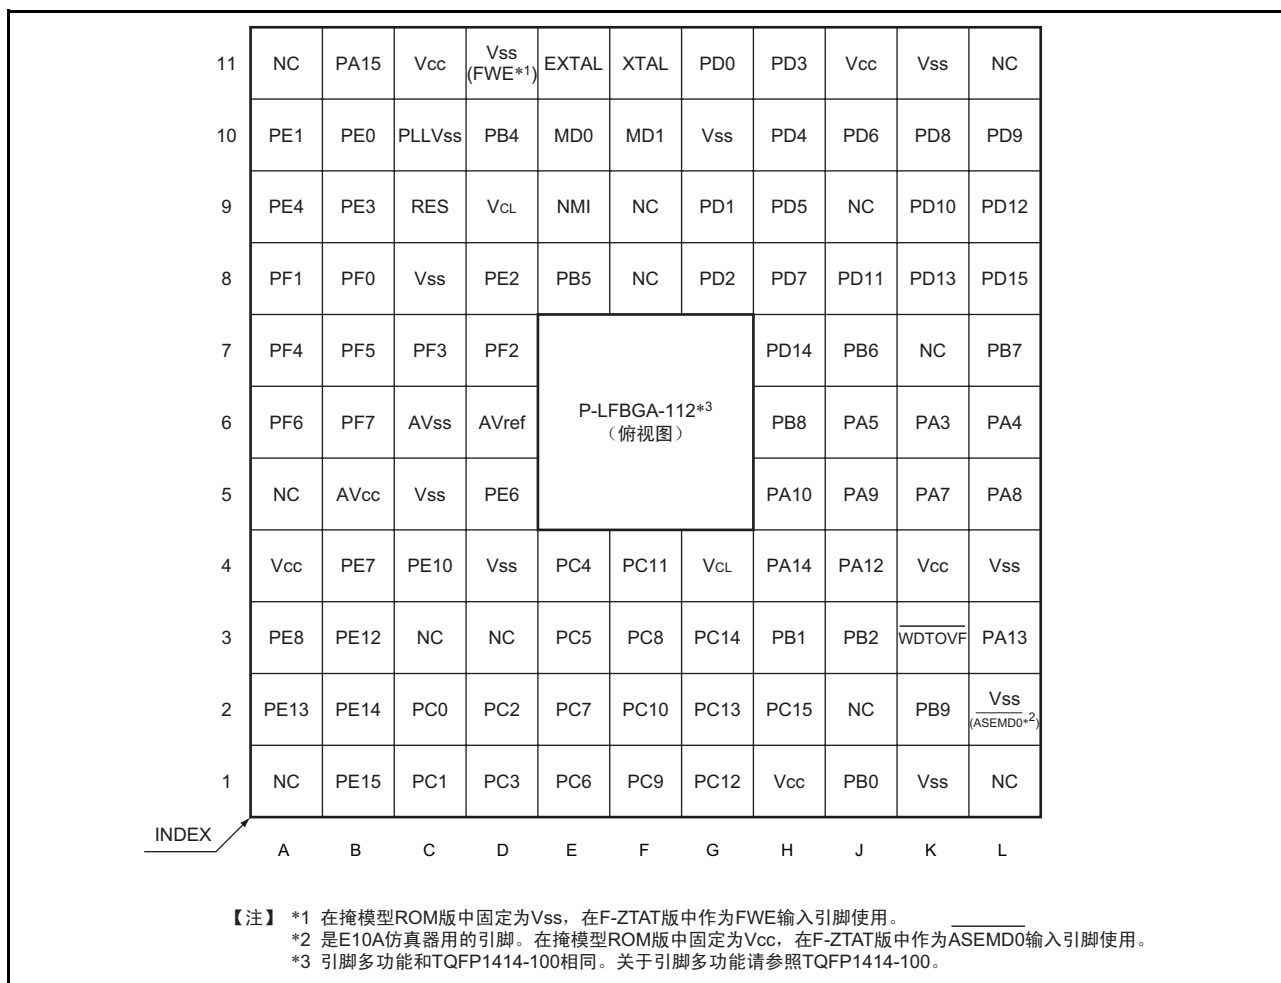 11 NC PA15 Vcc Vss (FWE*1) EXTAL XTAL PD0 PD3 Vcc Vss NC
10 PE1 PE0 PLLVss PB4 MD0 MD1 Vss PD4 PD6 PD8 PD9
9 PE4 PE3 RES VCL NMI NC PD1 PD5 NC PD10 PD12
8 PF1 PF0 Vss PE2 PB5 NC PD2 PD7 PD11 PD13 PD15
7 PF4 PF5 PF3 PF2 PD14 PB6 NC PB7
6 PF6 PF7 AVss AVref PB8 PA5 PA3 PA4
P-LFBGA-112*3
（俯视图）
5 NC AVcc Vss PE6 PA10 PA9 PA7 PA8
4 Vcc PE7 PE10 Vss PC4 PC11 VCL PA14 PA12 Vcc Vss
3 PE8 PE12 NC NC PC5 PC8 PC14 PB1 PB2 WDTOVF PA13
2 PE13 PE14 PC0 PC2 PC7 PC10 PC13 PC15 NC PB9 Vss (ASEMD0*2)
1 NC PE15 PC1 PC3 PC6 PC9 PC12 Vcc PB0 Vss NC
INDEX
A B C D E F G H J K L
【注】 *1 在掩模型ROM版中固定为Vss，在F-ZTAT版中作为FWE输入引脚使用。
*2 是E10A仿真器用的引脚。在掩模型ROM版中固定为Vcc，在F-ZTAT版中作为ASEMD0输入引脚使用。
*3 引脚多功能和TQFP1414-100相同。关于引脚多功能请参照TQFP1414-100。